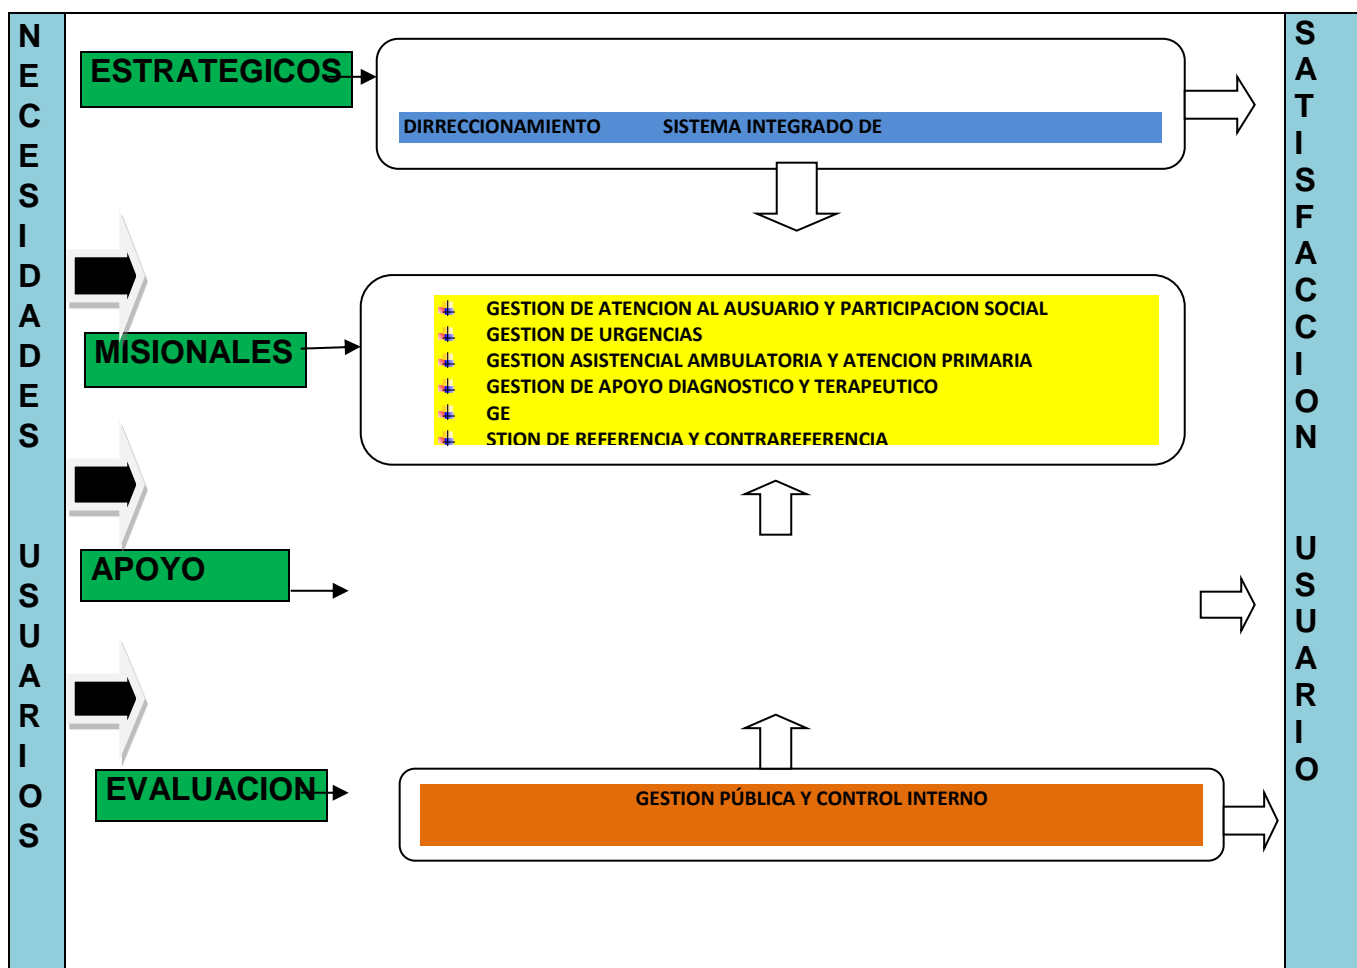 NECESIDADES USUARIOS
ESTRATEGICOS
DIRRECCIONAMIENTO SISTEMA INTEGRADO DE
MISIONALES
GESTION DE ATENCION AL AUSUARIO Y PARTICIPACION SOCIAL
GESTION DE URGENCIAS
GESTION ASISTENCIAL AMBULATORIA Y ATENCION PRIMARIA
GESTION DE APOYO DIAGNOSTICO Y TERAPEUTICO
GE
STION DE REFERENCIA Y CONTRAREFERENCIA
APOYO
EVALUACION
GESTION PÚBLICA Y CONTROL INTERNO
SATISFACCION USUARIO